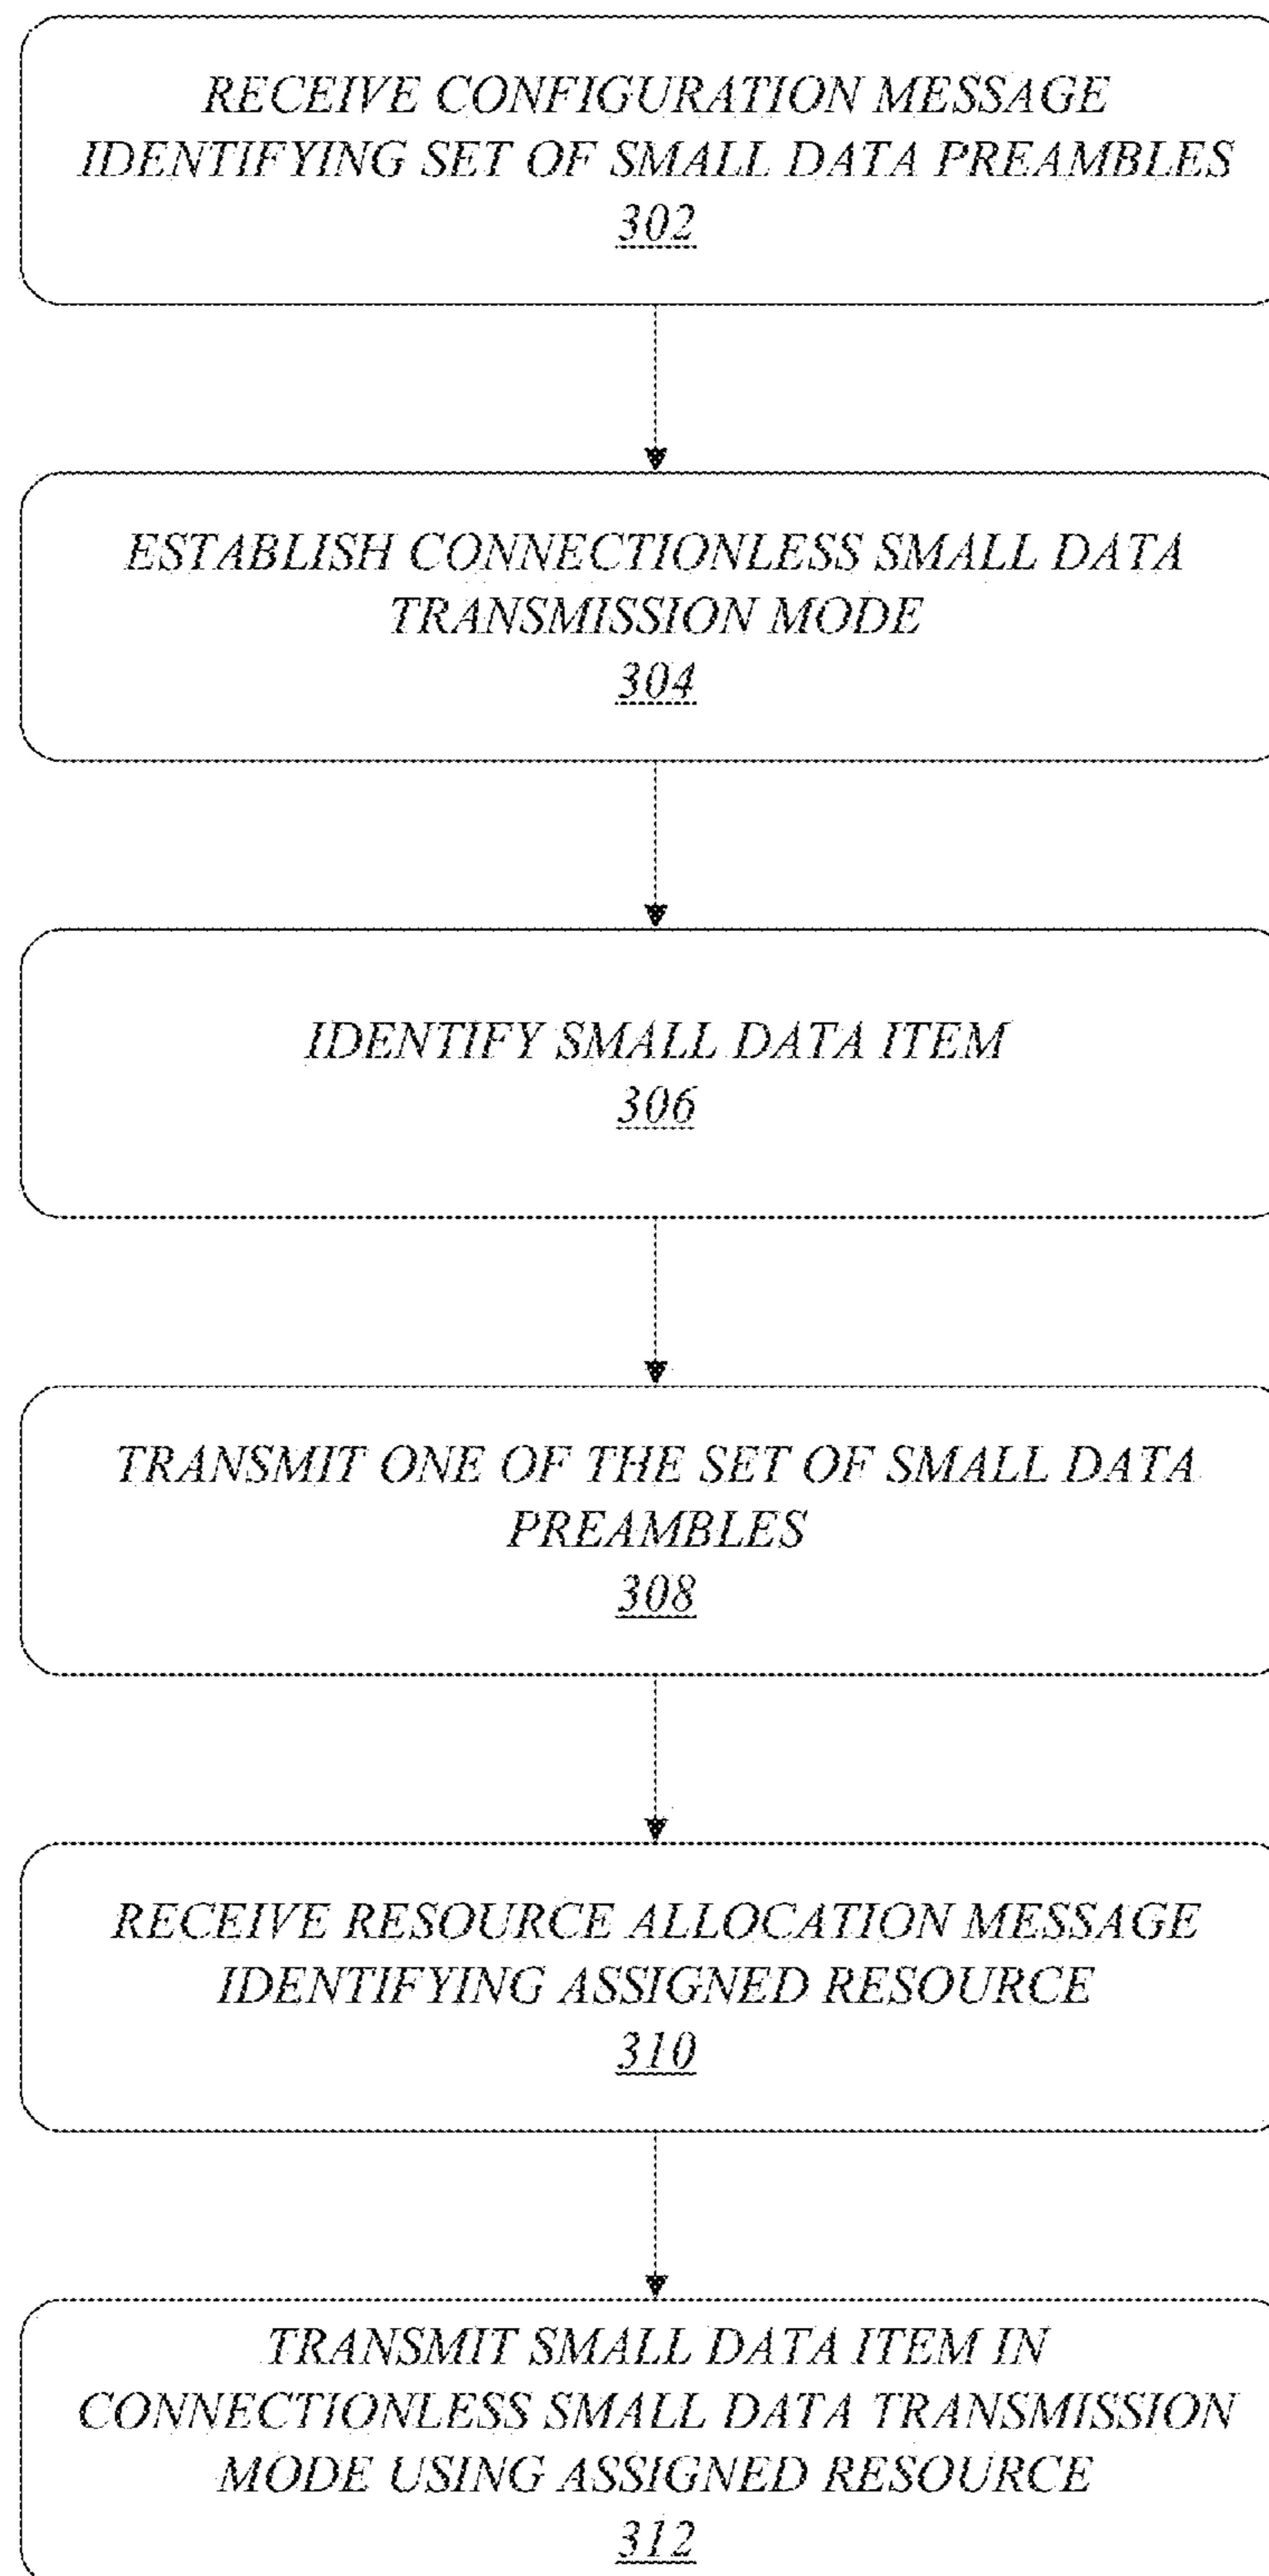 RECEIVE CONFIGURATION MESSAGE
IDENTIFYING SET OF SMALL DATA PREAMBLES
302
ESTABLISH CONNECTIONLESS SMALL DATA
TRANSMISSION MODE
304
IDENTIFY SMALL DATA ITEM
306
TRANSMIT ONE OF THE SET OF SMALL DATA
PREAMBLES
308
RECEIVE RESOURCE ALLOCATION MESSAGE
IDENTIFYING ASSIGNED RESOURCE
310
TRANSMIT SMALL DATA ITEM IN
CONNECTIONLESS SMALL DATA TRANSMISSION
MODE USING ASSIGNED RESOURCE
312